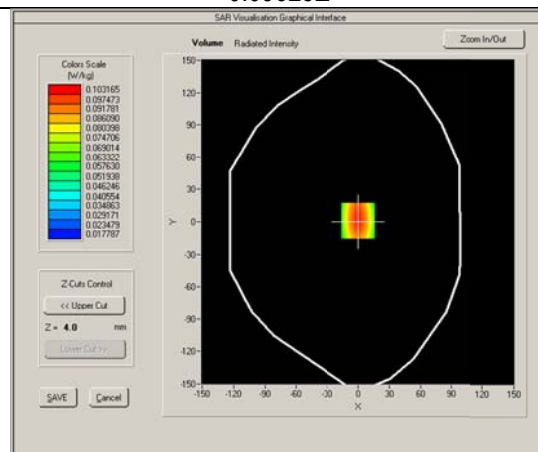 SAR Visualisation Graphical Interface
Volume Radiated Intensity
Zoom In/Out
Colors Scale
(W/kg)
0.103165
0.097473
0.091781
0.086090
0.080398
0.074706
0.069014
0.063322
0.057630
0.051938
0.046246
0.040554
0.034863
0.029171
0.023479
0.017787
Z-Cuts Control
<< Upper Cut
Z = 4.0 mm
Lower Cut >>
SAVE Cancel
150-
120-
90-
60-
30-
0-
-30-
-60-
-90-
-120-
-150-
Y
-150 -120 -90 -60 -30 0 30 60 90 120 150
X